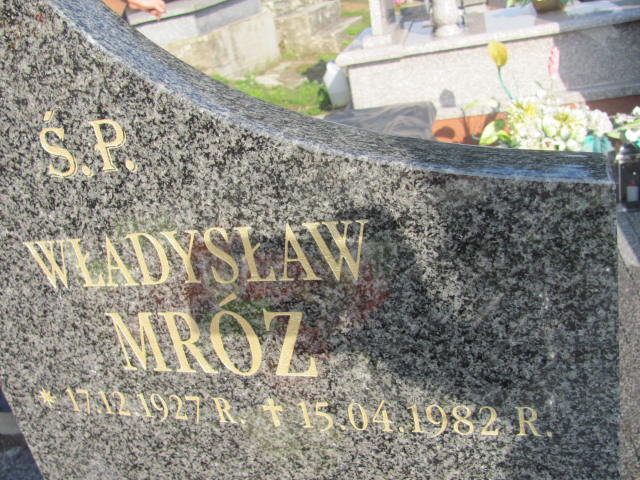 Ś.P.
WŁADYSŁAW
MRÓZ
* 17.12.1927 R. ✝ 15.04.1982 R.